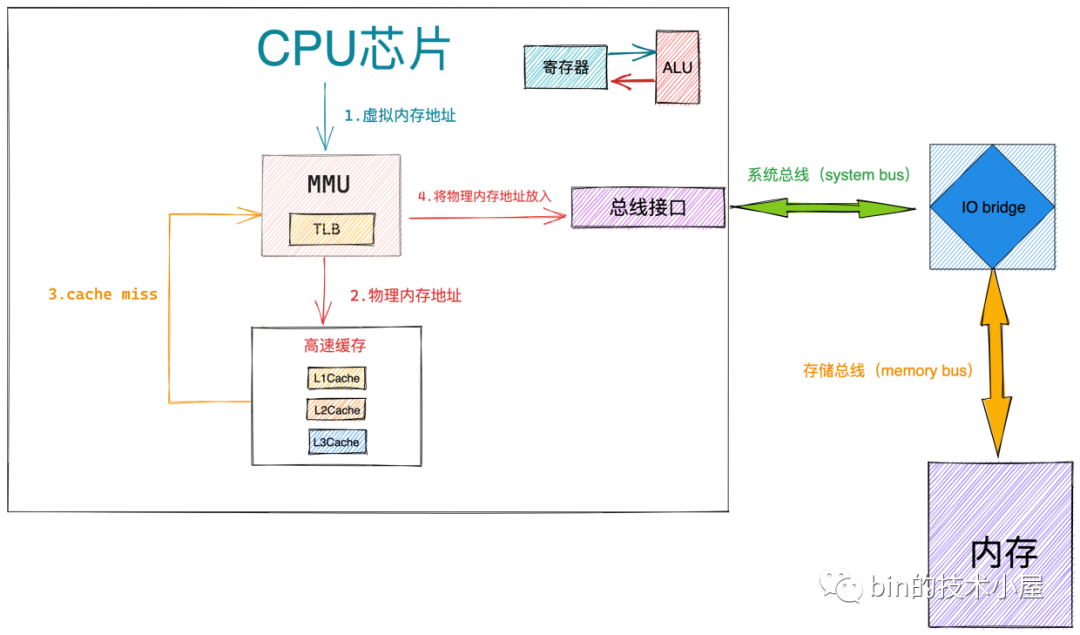 CPU芯片
寄存器
ALU
1.虚拟内存地址
MMU
TLB
4.将物理内存地址放入
总线接口
系统总线（system bus）
IO bridge
3.cache miss
2.物理内存地址
高速缓存
L1Cache
L2Cache
L3Cache
存储总线（memory bus）
内存
bin的技术小屋